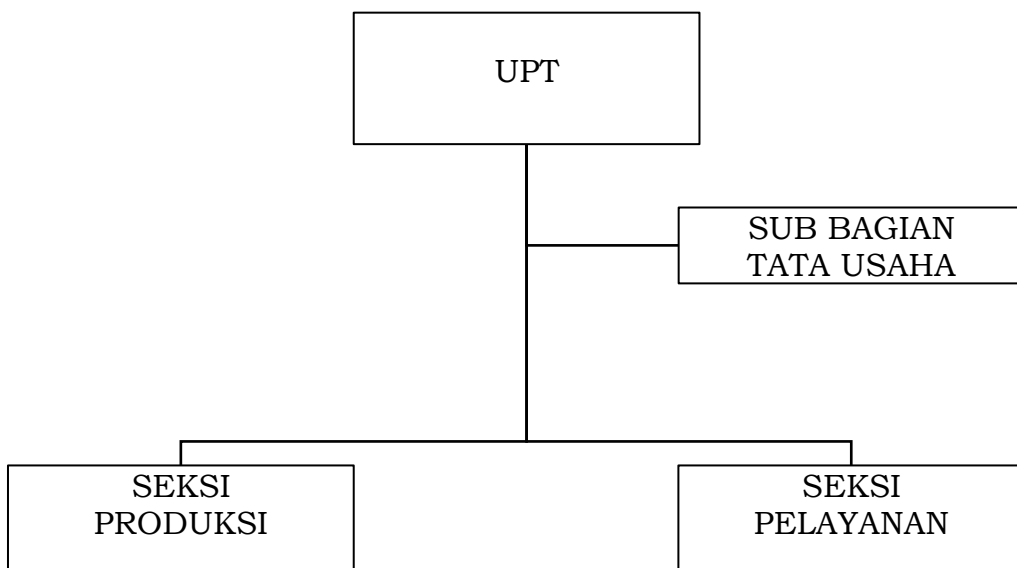 UPT
SUB BAGIAN
TATA USAHA
SEKSI
PRODUKSI
SEKSI
PELAYANAN